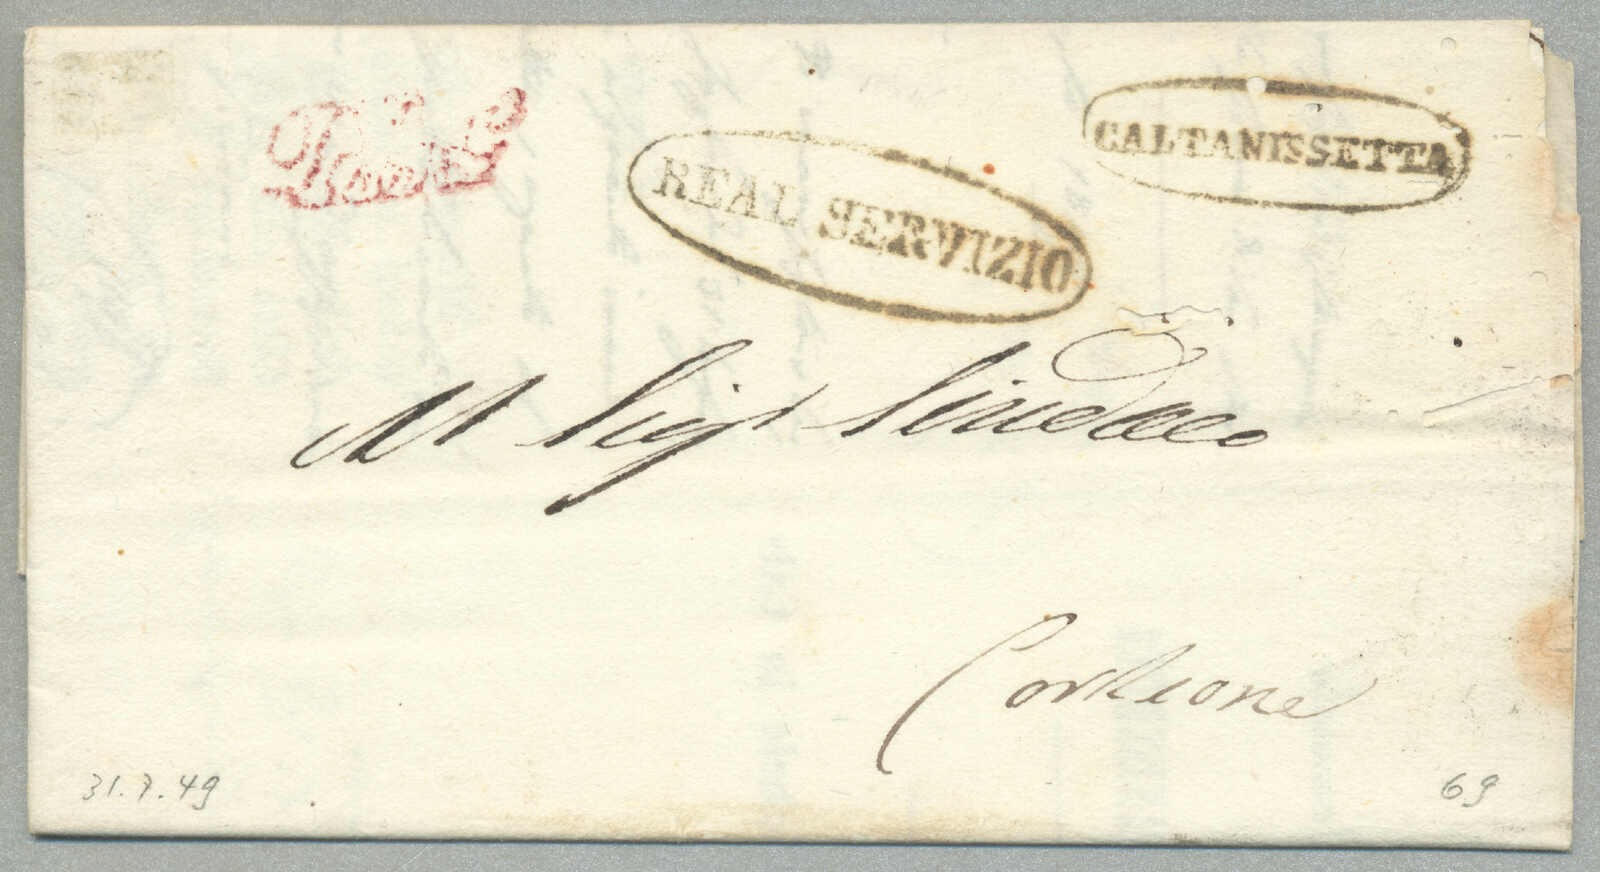 CALTANISSETTA
REAL SERVIZIO
Al Sig. Sindaco
Corleone
31.7.49
69